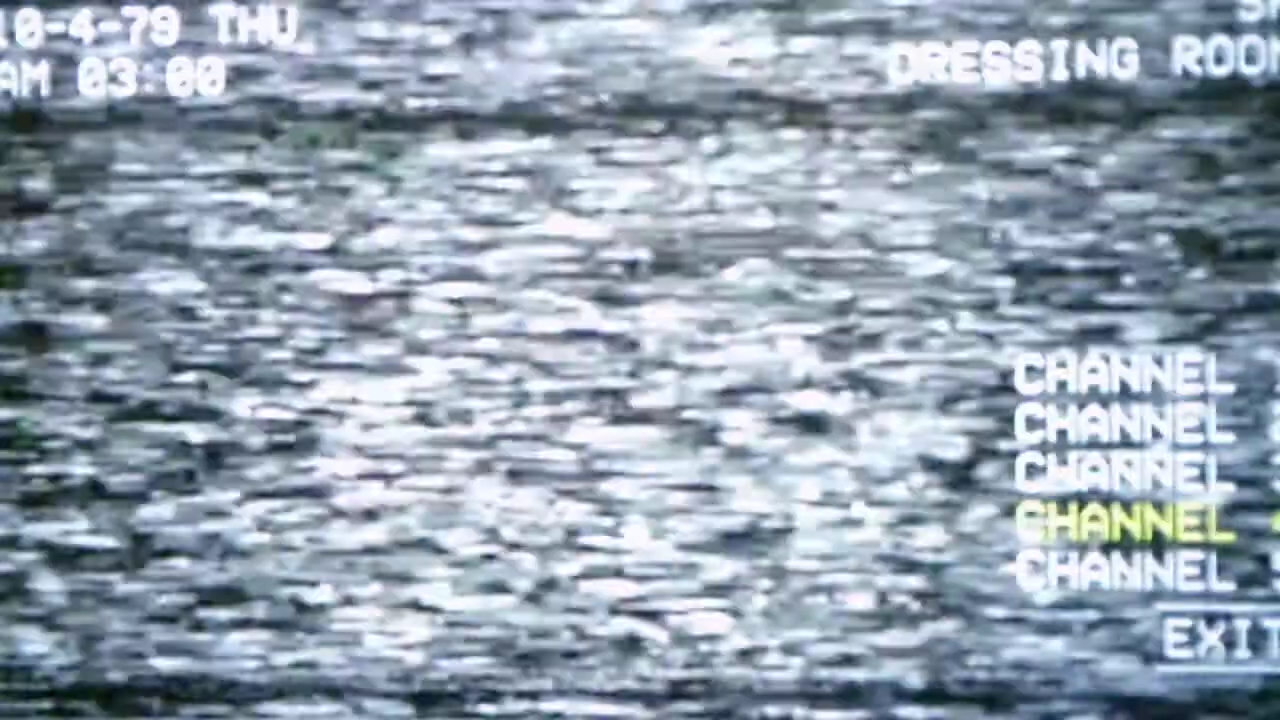 10-4-79 THU
AM 03:00
DRESSING ROOM
CHANNEL
CHANNEL
CHANNEL
CHANNEL
CHANNEL
EXIT